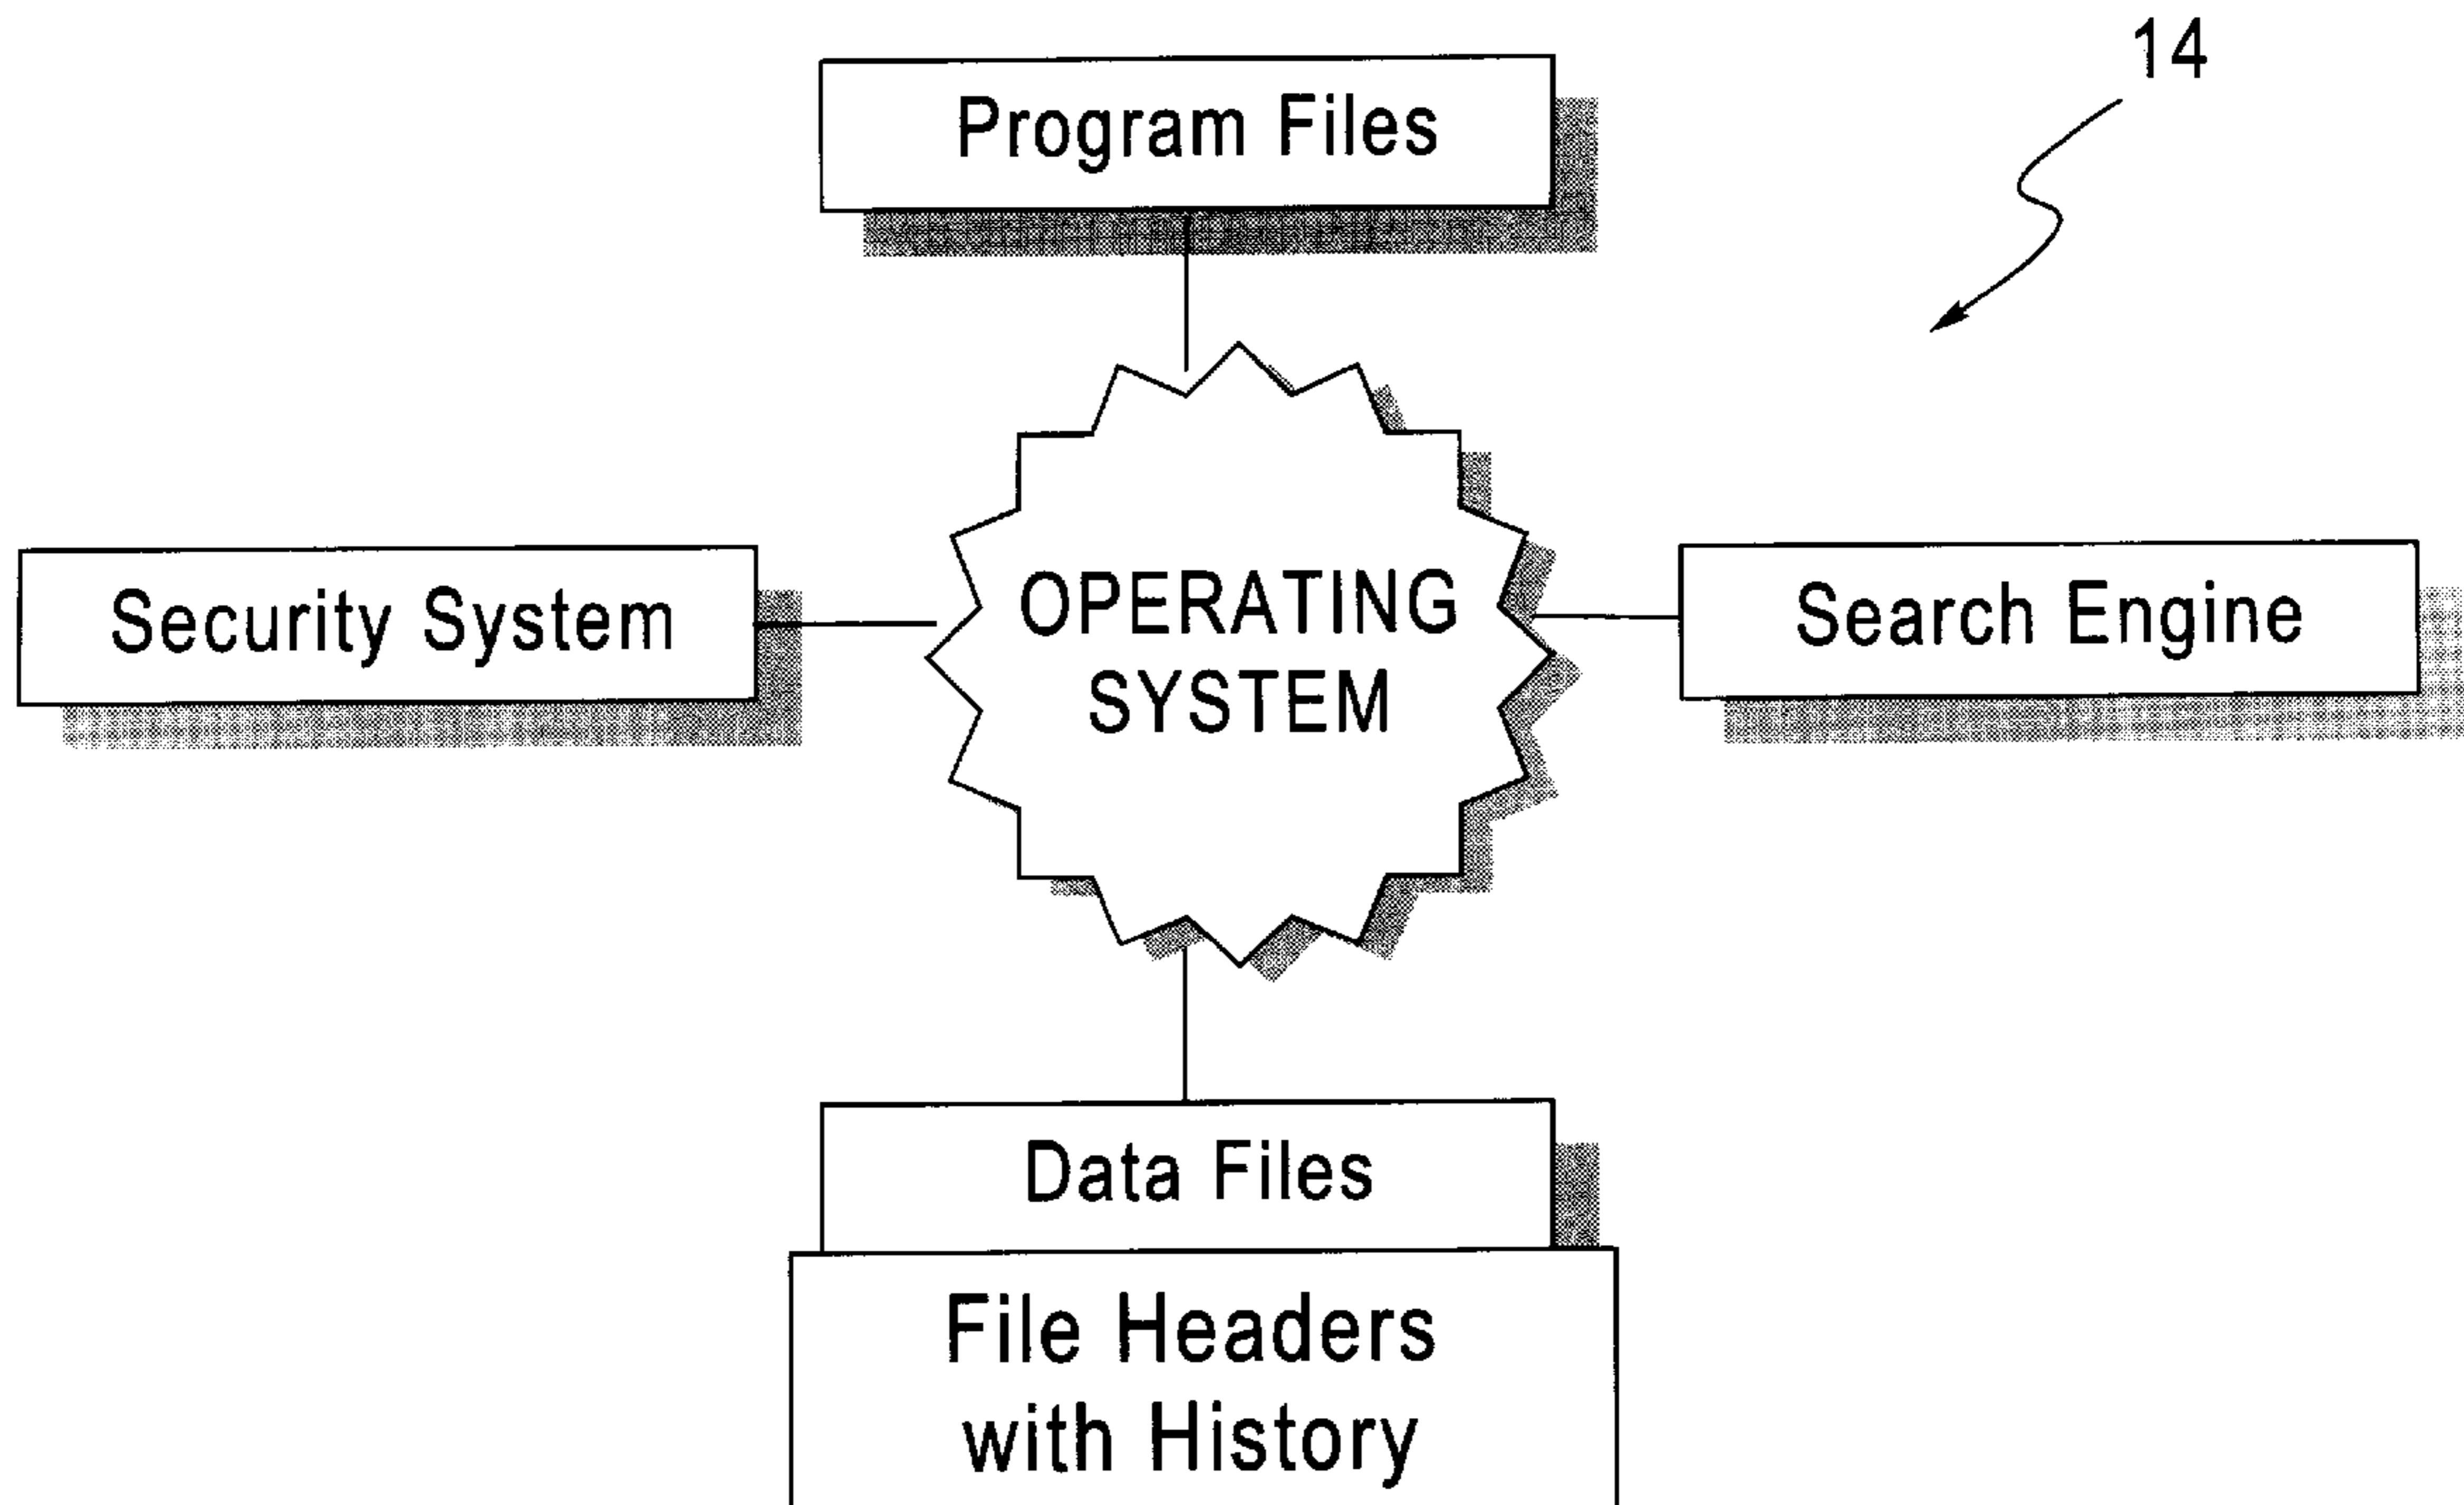 14
Program Files
Security System
OPERATING
SYSTEM
Search Engine
Data Files
File Headers
with History